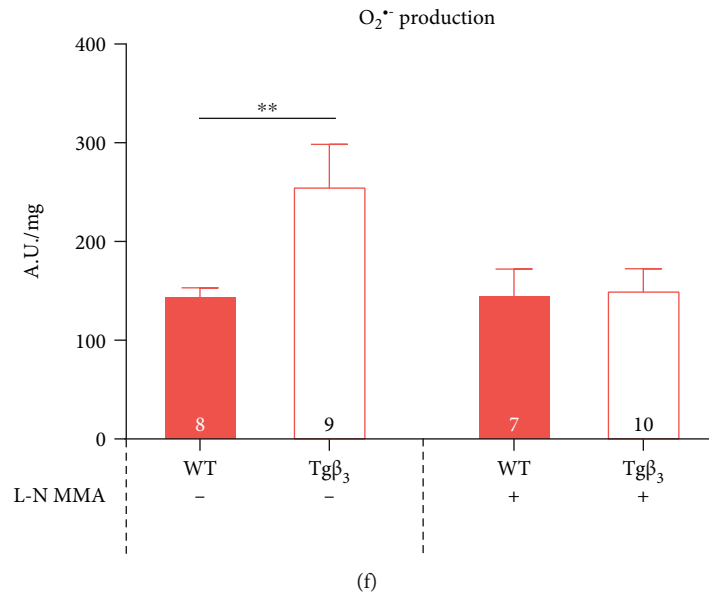 O₂•- production
400
300
200
100
0
A.U./mg
**
8
9
7
10
WT
Tgβ₃
WT
Tgβ₃
L-N MMA
–
–
+
+
(f)